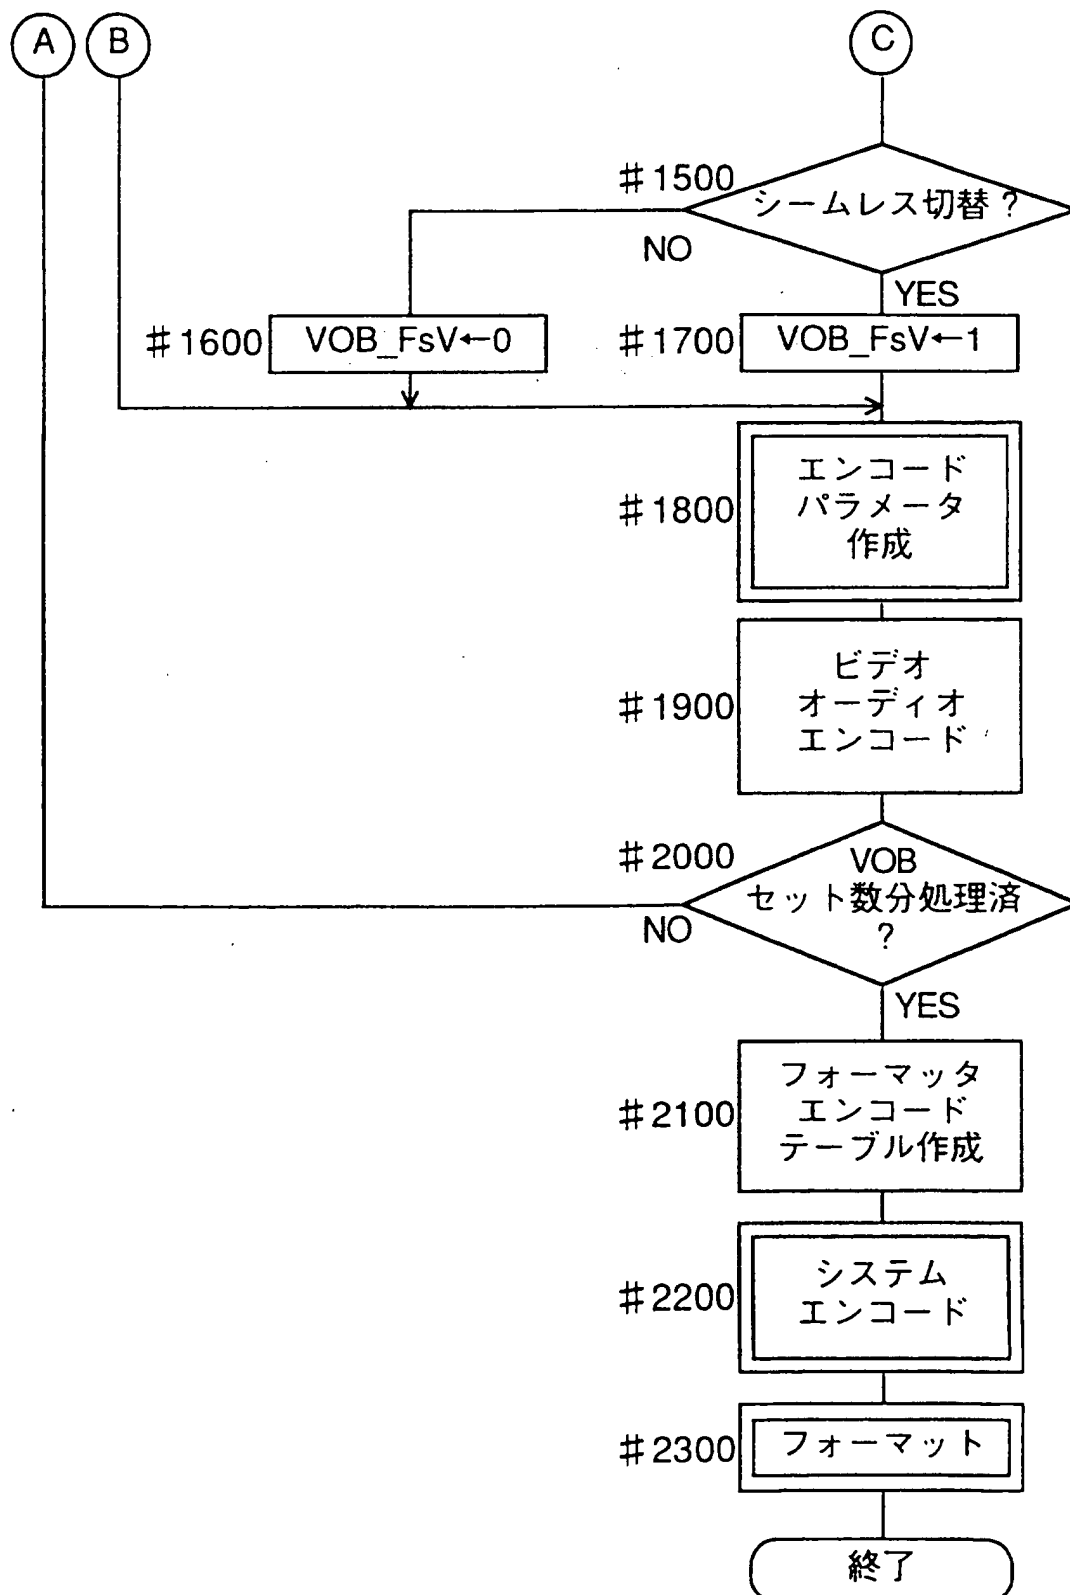 A B C
#1500
シームレス切替?
NO
YES
#1600
VOB_FsV←0
#1700
VOB_FsV←1
#1800
エンコード
パラメータ
作成
#1900
ビデオ
オーディオ
エンコード
#2000
VOB
セット数分処理済
?
NO
YES
#2100
フォーマッタ
エンコード
テーブル作成
#2200
システム
エンコード
#2300
フォーマット
終了